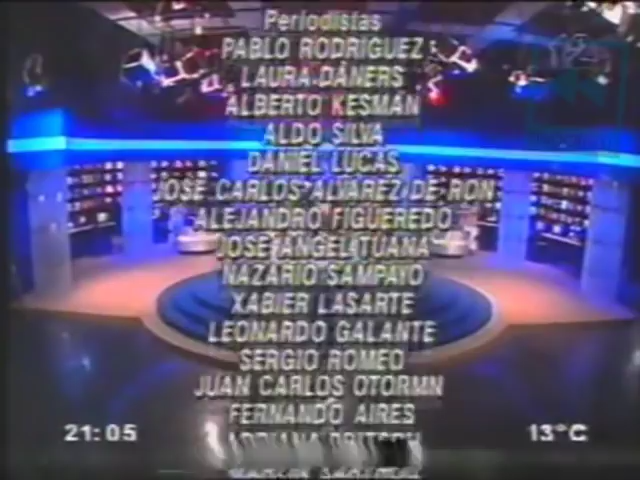 Periodistas
PABLO RODRIGUEZ
LAURA DANERS
ALBERTO KESMAN
ALDO SILVA
DANIEL LUCAS
JOSE CARLOS ALVAREZ DE RON
ALEJANDRO FIGUEREDO
JOSE ANGEL TUANA
NAZARIO SAMPAYO
XABIER LASARTE
LEONARDO GALANTE
SERGIO ROMEO
JUAN CARLOS OTORMN
FERNANDO AIRES
21:05
13°C